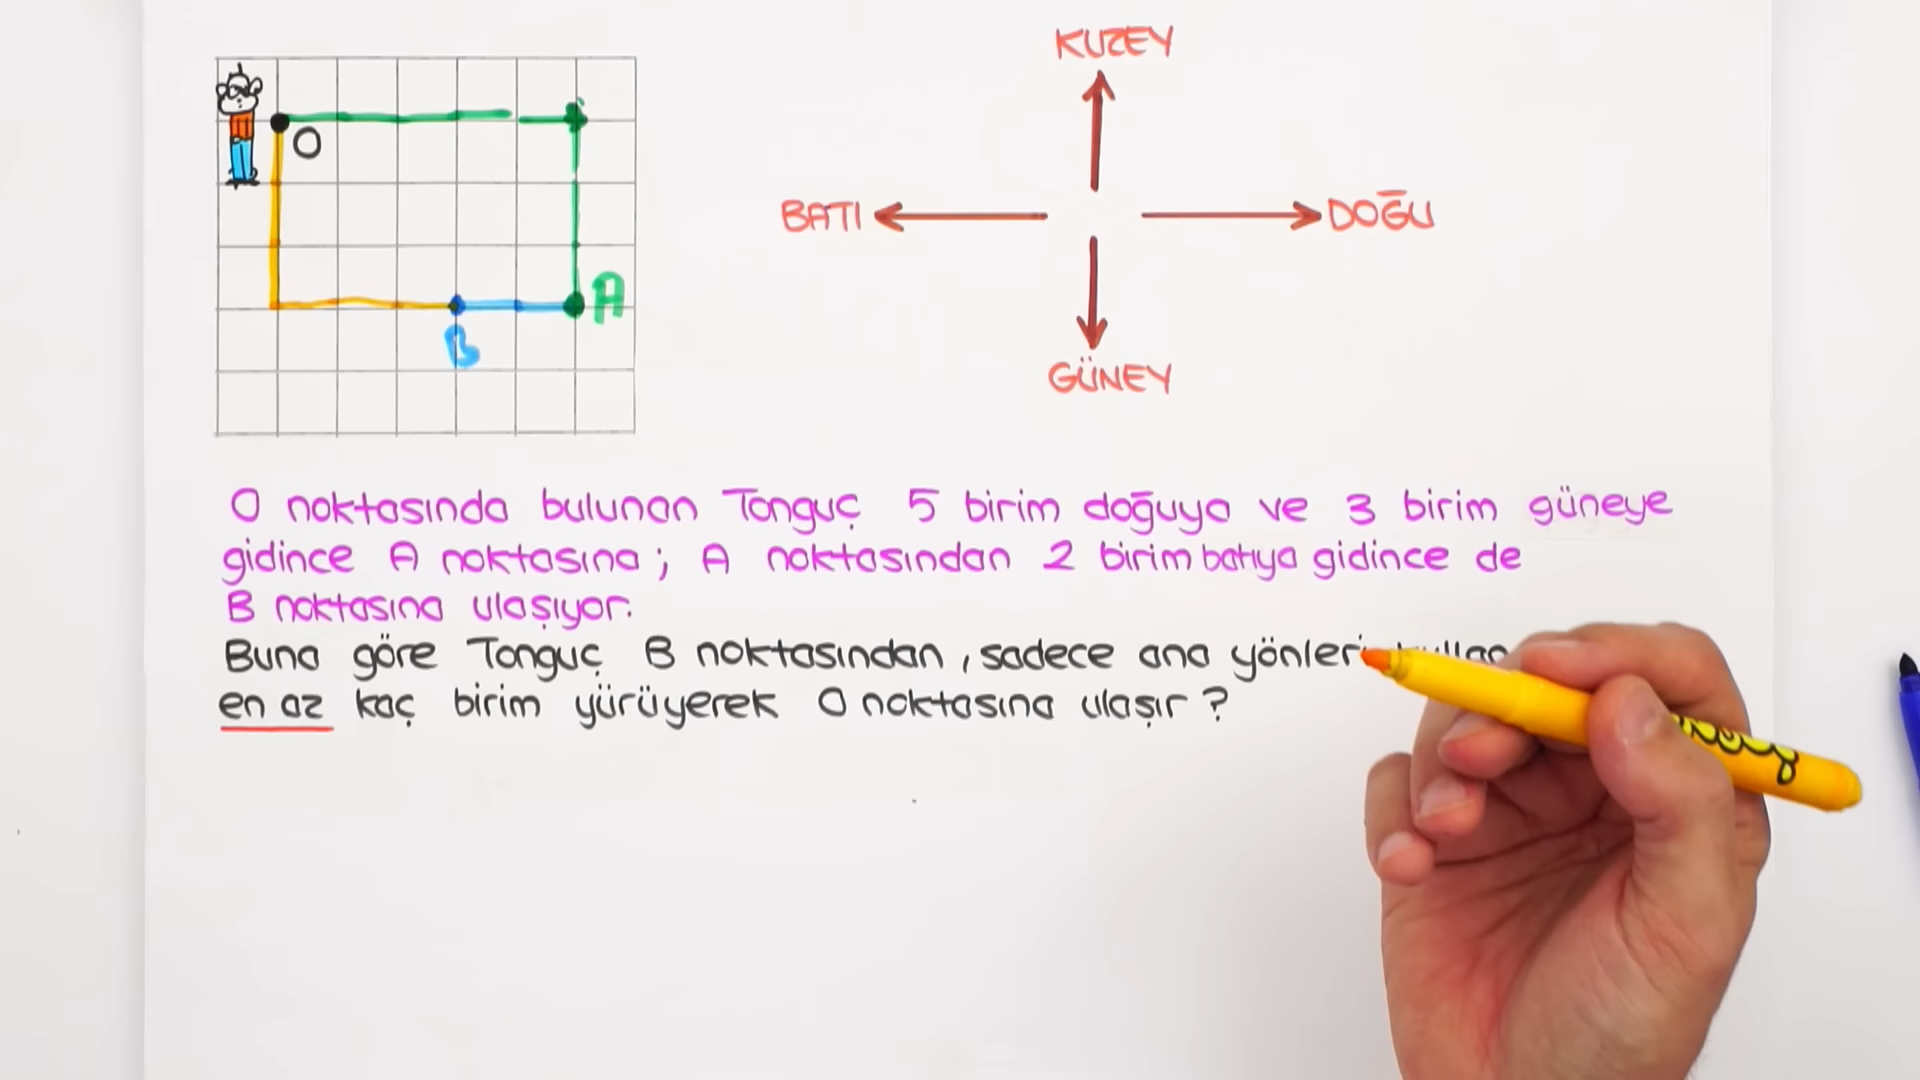 KUZEY
O
BATI
DOĞU
A
B
GÜNEY
O noktasında bulunan Tonguç 5 birim doğuya ve 3 birim güneye
gidince A noktasına; A noktasından 2 birim batıya gidince de
B noktasına ulaşıyor.
Buna göre Tonguç B noktasından, sadece ana
en az kaç birim yürüyerek O noktasına ulaşır?